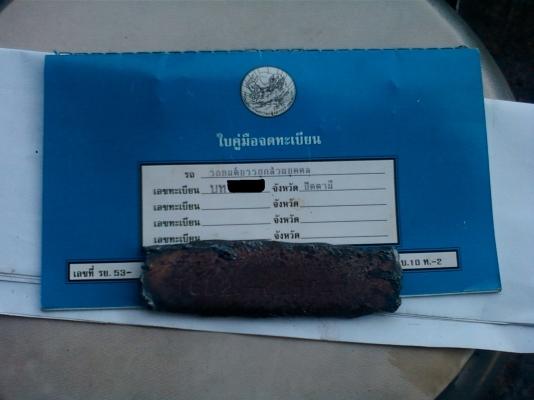 ใบคู่มือจดทะเบียน
รถ รถยนต์บรรทุกส่วนบุคคล
เลขทะเบียน บท จังหวัด ปัตตานี
เลขทะเบียน จังหวัด
เลขทะเบียน จังหวัด
เลขทะเบียน จังหวัด
เลขที่ รย. 53- บ.10 ท.-2